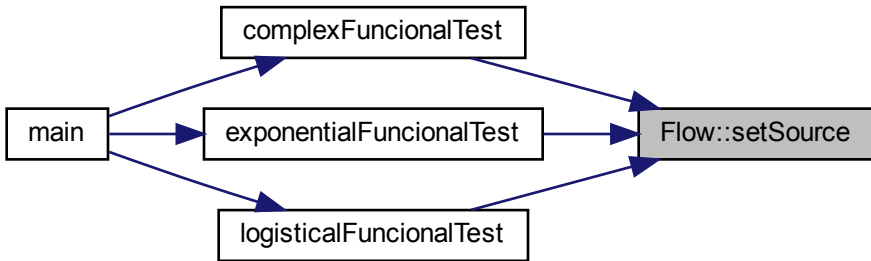 complexFuncionalTest
main
exponentialFuncionalTest
Flow::setSource
logisticalFuncionalTest